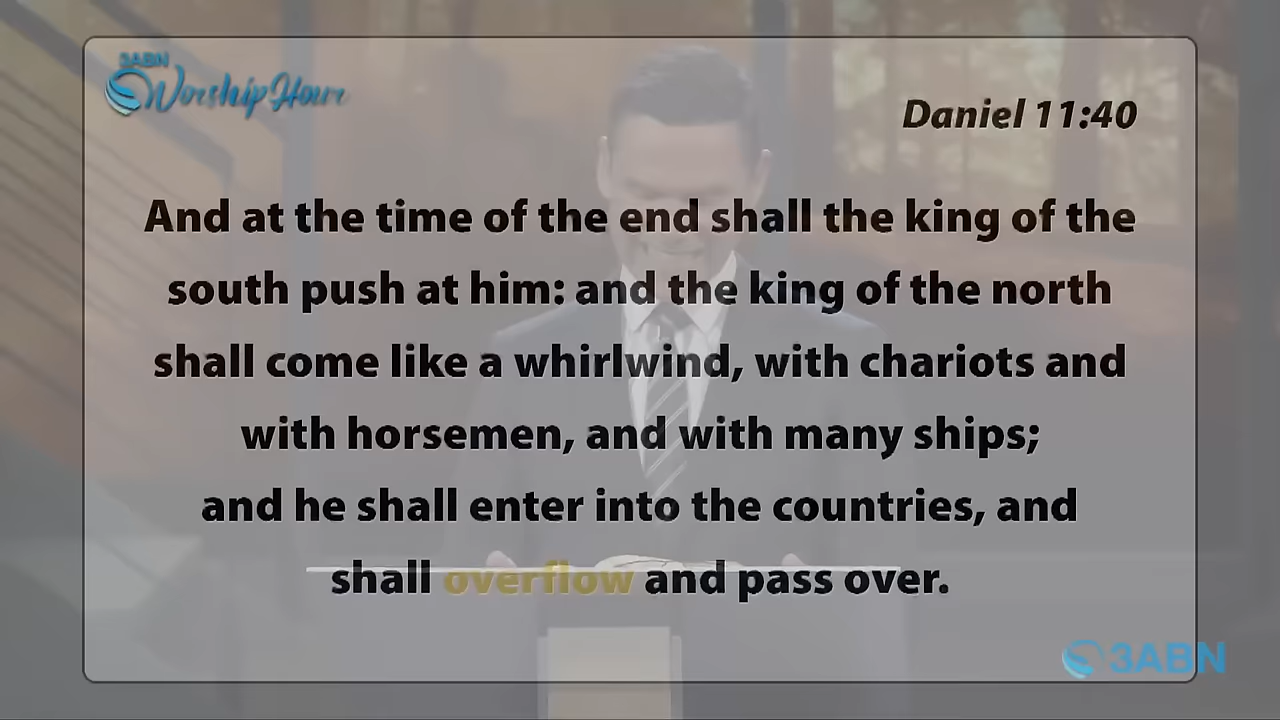 3ABN
Worship Hour
Daniel 11:40
And at the time of the end shall the king of the
south push at him: and the king of the north
shall come like a whirlwind, with chariots and
with horsemen, and with many ships;
and he shall enter into the countries, and
shall overflow and pass over.
3ABN